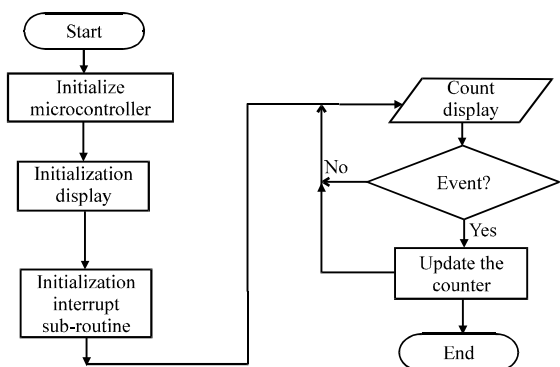 Start
Initialize
microcontroller
Initialization
display
Initialization
interrupt
sub-routine
Count
display
Event?
No
Yes
Update the
counter
End